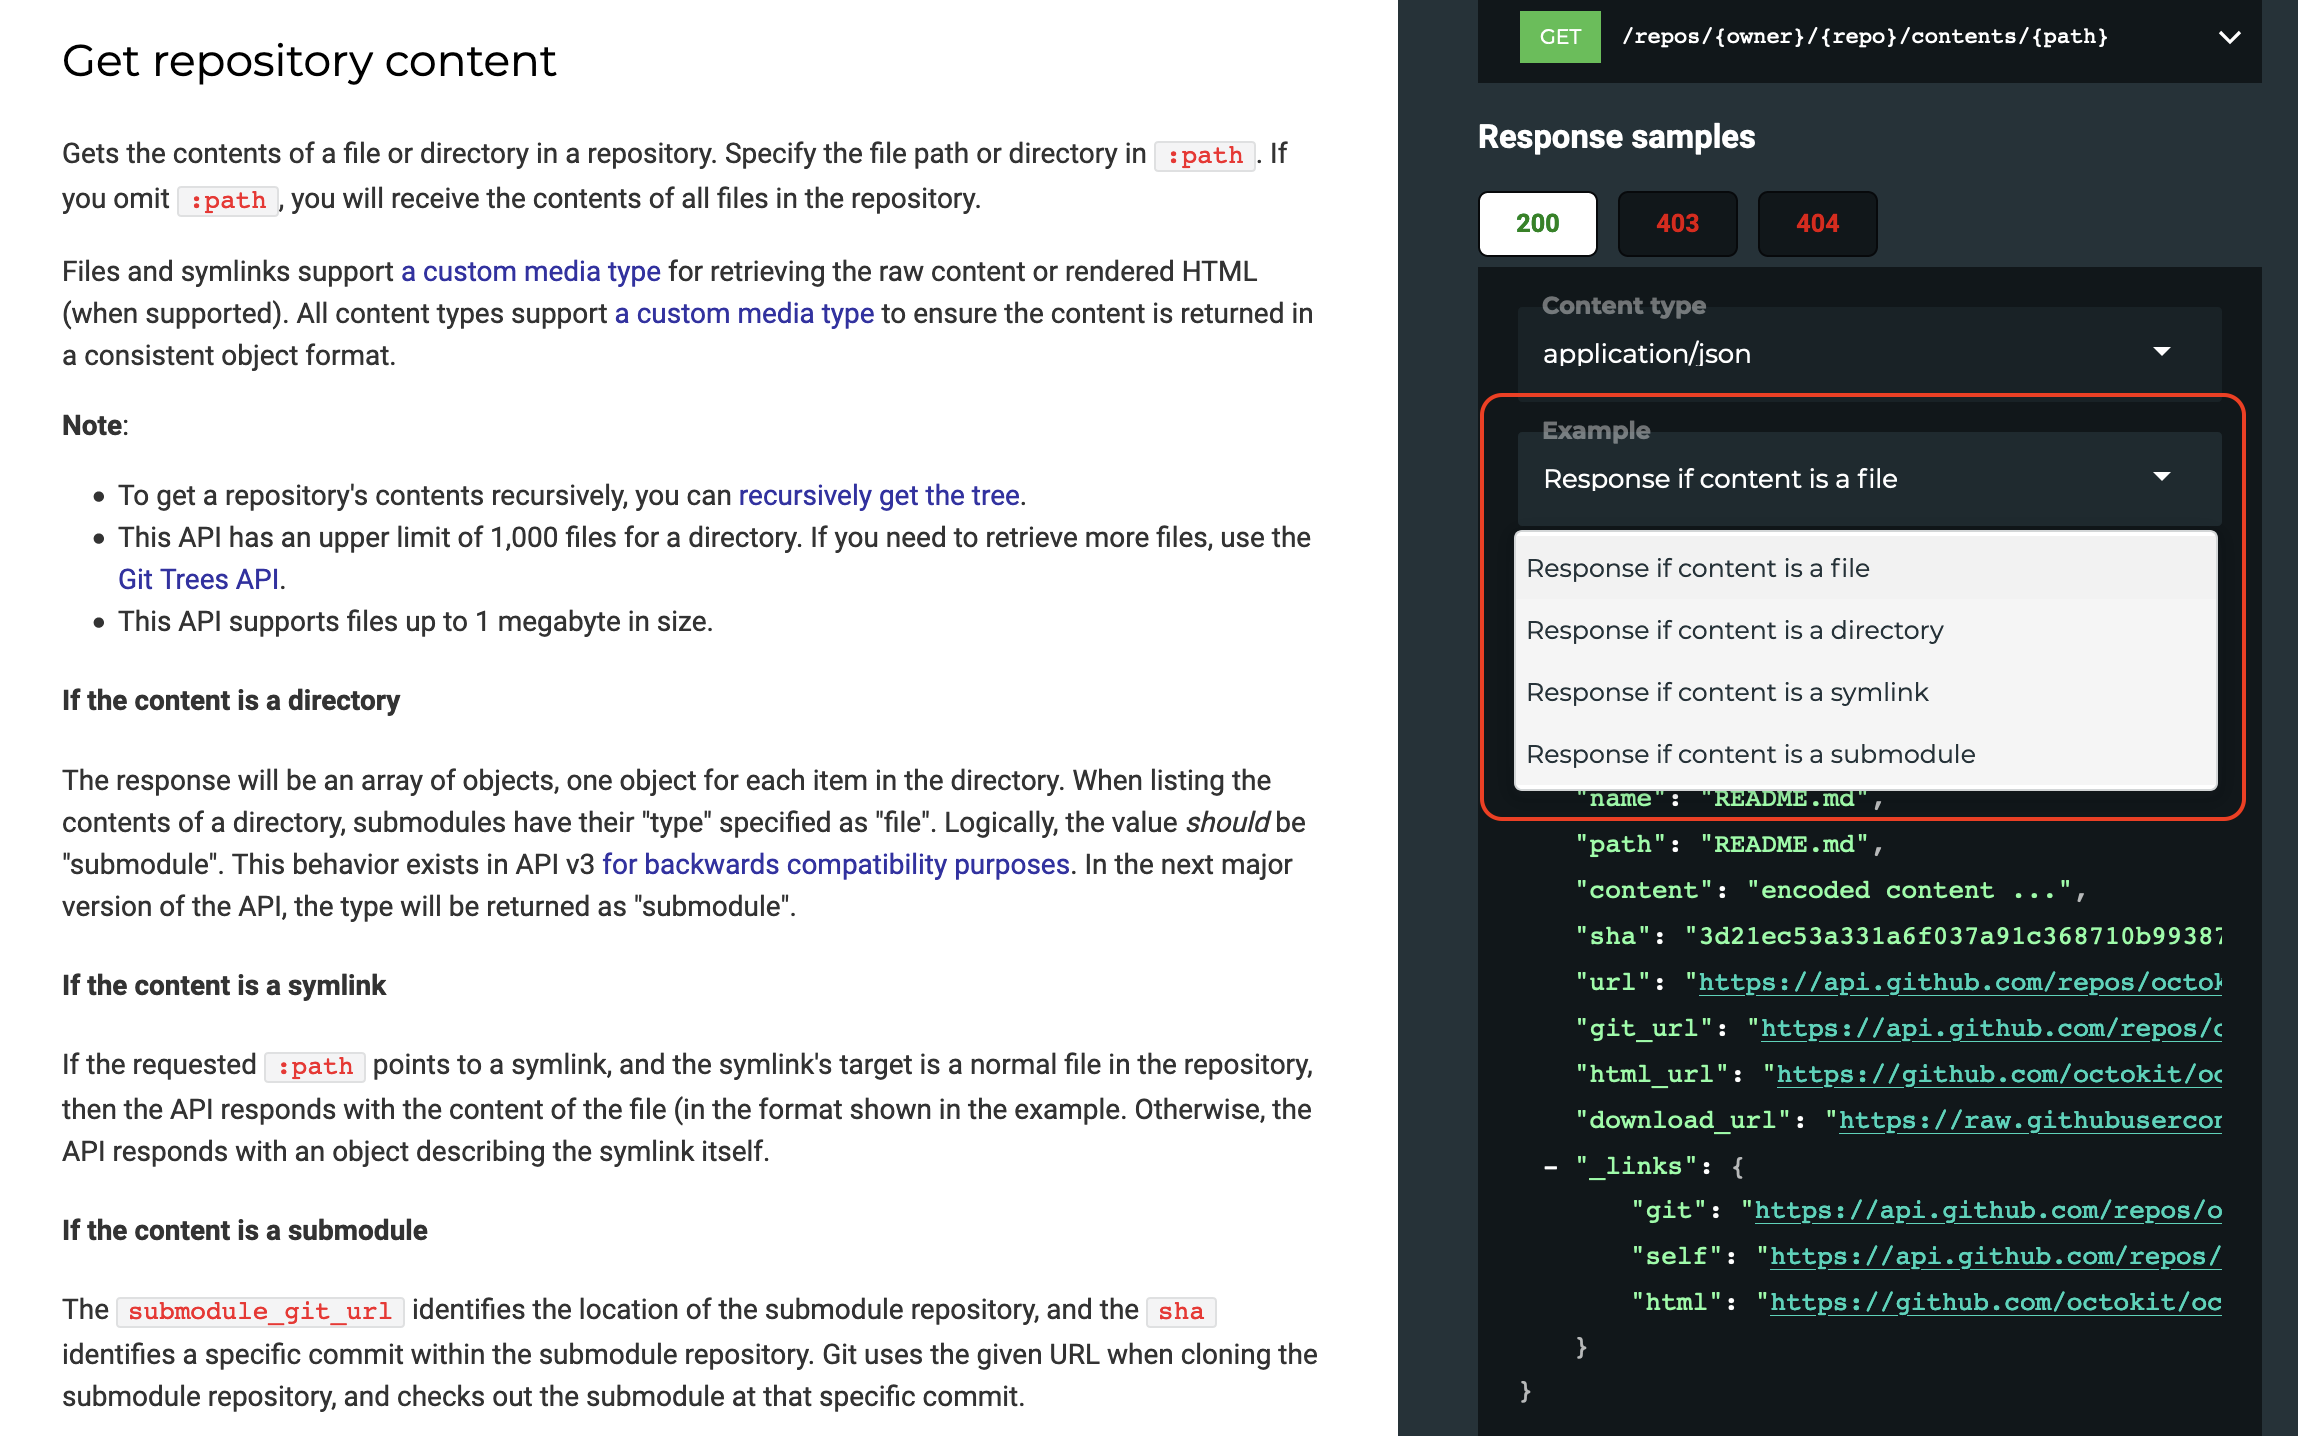 Get repository content
Gets the contents of a file or directory in a repository. Specify the file path or directory in :path. If
you omit :path, you will receive the contents of all files in the repository.
Files and symlinks support a custom media type for retrieving the raw content or rendered HTML
(when supported). All content types support a custom media type to ensure the content is returned in
a consistent object format.
Note:
• To get a repository's contents recursively, you can recursively get the tree.
• This API has an upper limit of 1,000 files for a directory. If you need to retrieve more files, use the
Git Trees API.
• This API supports files up to 1 megabyte in size.
If the content is a directory
The response will be an array of objects, one object for each item in the directory. When listing the
contents of a directory, submodules have their "type" specified as "file". Logically, the value should be
"submodule". This behavior exists in API v3 for backwards compatibility purposes. In the next major
version of the API, the type will be returned as "submodule".
If the content is a symlink
If the requested :path points to a symlink, and the symlink's target is a normal file in the repository,
then the API responds with the content of the file (in the format shown in the example. Otherwise, the
API responds with an object describing the symlink itself.
If the content is a submodule
The submodule_git_url identifies the location of the submodule repository, and the sha
identifies a specific commit within the submodule repository. Git uses the given URL when cloning the
submodule repository, and checks out the submodule at that specific commit.
GET /repos/{owner}/{repo}/contents/{path}
Response samples
200 403 404
Content type
application/json
Example
Response if content is a file
Response if content is a file
Response if content is a directory
Response if content is a symlink
Response if content is a submodule
"name": "README.md",
"path": "README.md",
"content": "encoded content ...",
"sha": "3d21ec53a331a6f037a91c368710b99387
"url": "https://api.github.com/repos/octok
"git_url": "https://api.github.com/repos/o
"html_url": "https://github.com/octokit/oc
"download_url": "https://raw.githubusercon
– "_links": {
"git": "https://api.github.com/repos/o
"self": "https://api.github.com/repos/
"html": "https://github.com/octokit/oc
}
}